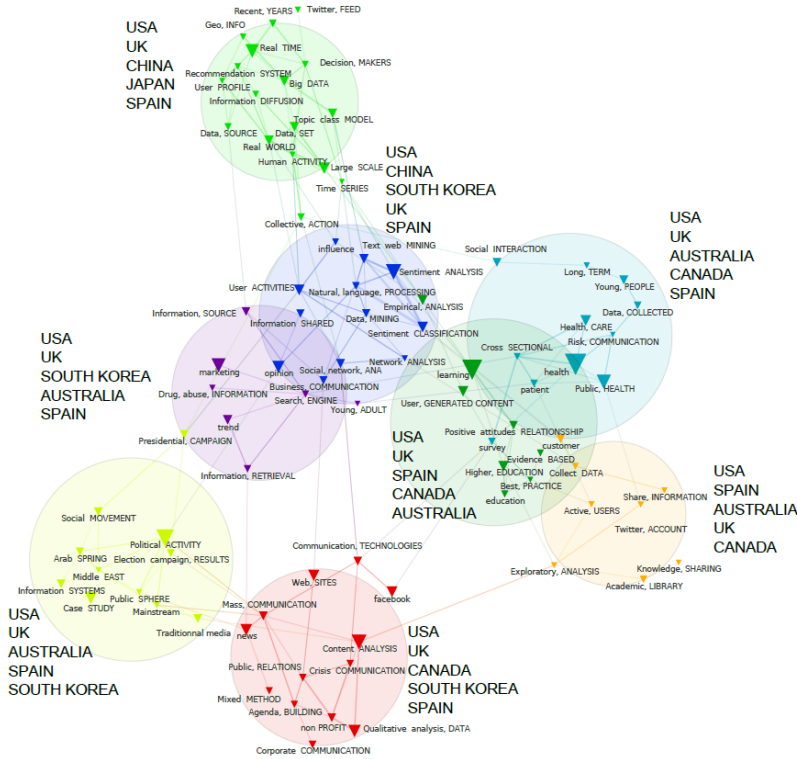 Recent, YEARS
Twitter, FEED
Geo, INFO
Real TIME
Decision, MAKERS
Recommendation SYSTEM
Big DATA
User PROFILE
Information DIFFUSION
Topic class MODEL
Data, SOURCE
Data, SET
Real WORLD
Human ACTIVITY
Large SCALE
Time SERIES
Collective, ACTION
USA
UK
CHINA
JAPAN
SPAIN
USA
CHINA
SOUTH KOREA
UK
SPAIN
influence
Text web MINING
Sentiment ANALYSIS
User ACTIVITIES
Natural, language, PROCESSING
Empirical, ANALYSIS
Information SHARED
Data, MINING
Sentiment CLASSIFICATION
Network ANALYSIS
opinion
Social, network, ANA
USA
UK
AUSTRALIA
CANADA
SPAIN
Social INTERACTION
Long, TERM
Young, PEOPLE
Data, COLLECTED
Health, CARE
Risk, COMMUNICATION
Cross SECTIONAL
health
Public, HEALTH
patient
survey
USA
UK
SOUTH KOREA
AUSTRALIA
SPAIN
Information, SOURCE
marketing
Business, COMMUNICATION
Drug, abuse, INFORMATION
Search, ENGINE
Young, ADULT
trend
Information, RETRIEVAL
learning
User, GENERATED CONTENT
Positive attitudes RELATIONSSHIP
Evidence BASED
Higher, EDUCATION
Best, PRACTICE
education
USA
UK
SPAIN
CANADA
AUSTRALIA
customer
Collect DATA
Share, INFORMATION
Active, USERS
Twitter, ACCOUNT
Exploratory, ANALYSIS
Knowledge, SHARING
Academic, LIBRARY
USA
SPAIN
AUSTRALIA
UK
CANADA
Presidential, CAMPAIGN
Social MOVEMENT
Political ACTIVITY
Arab SPRING
Election campaign, RESULTS
Middle EAST
Information SYSTEMS
Public SPHERE
Case STUDY
Mainstream
Traditionnal media
USA
UK
AUSTRALIA
SPAIN
SOUTH KOREA
Communication, TECHNOLOGIES
Web, SITES
facebook
Mass, COMMUNICATION
news
Content ANALYSIS
Public, RELATIONS
Crisis COMMUNICATION
Mixed METHOD
Agenda, BUILDING
non PROFIT
Qualitative analysis, DATA
Corporate COMMUNICATION
USA
UK
CANADA
SOUTH KOREA
SPAIN